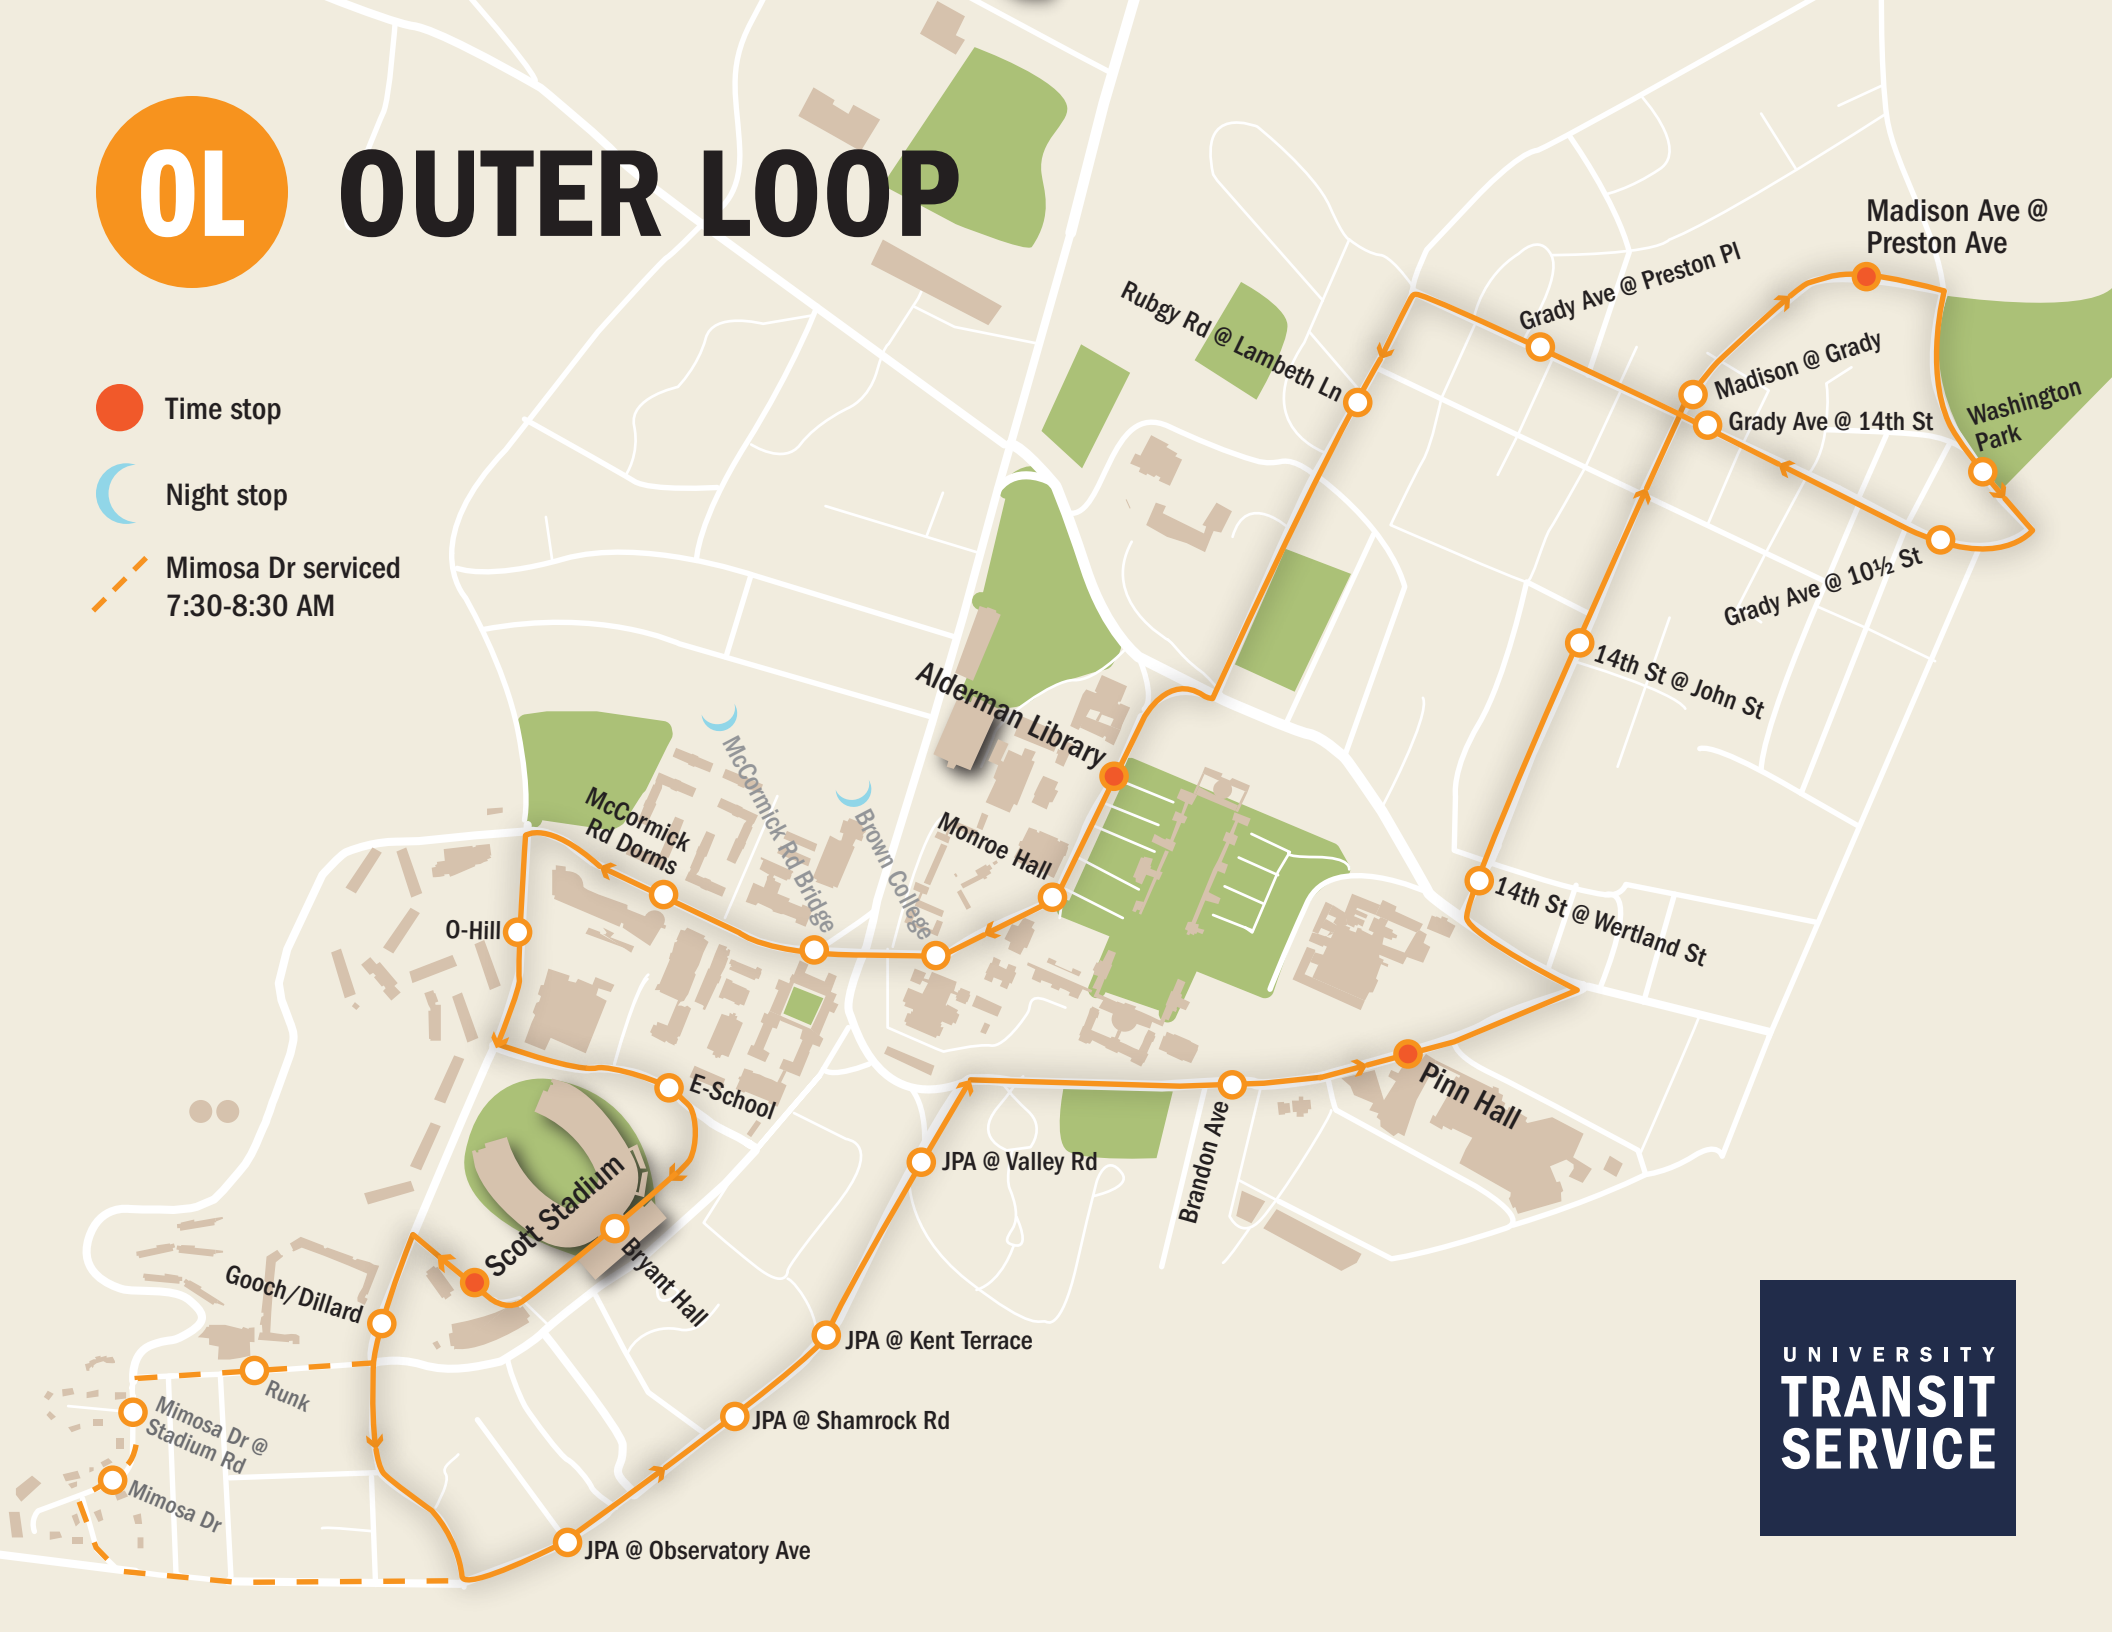 OL
OUTER LOOP
Time stop
Night stop
Mimosa Dr serviced
7:30-8:30 AM
Madison Ave @
Preston Ave
Grady Ave @ Preston Pl
Rubgy Rd @ Lambeth Ln
Madison @ Grady
Grady Ave @ 14th St
Washington
Park
Grady Ave @ 10½ St
14th St @ John St
Alderman Library
McCormick Rd Bridge
Brown College
McCormick
Rd Dorms
Monroe Hall
O-Hill
14th St @ Wertland St
E-School
Pinn Hall
Brandon Ave
JPA @ Valley Rd
Scott Stadium
Bryant Hall
Gooch/Dillard
JPA @ Kent Terrace
Runk
Mimosa Dr @
Stadium Rd
JPA @ Shamrock Rd
Mimosa Dr
JPA @ Observatory Ave
UNIVERSITY
TRANSIT
SERVICE